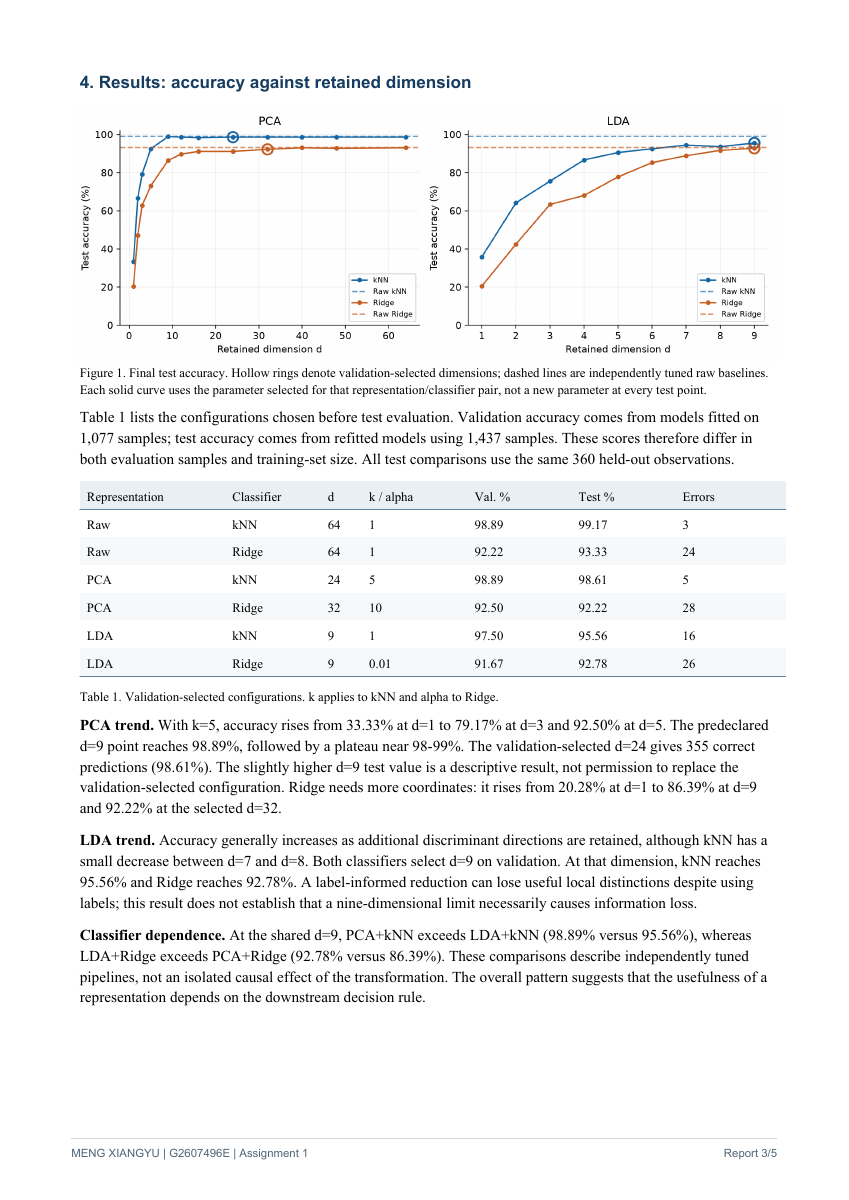 4. Results: accuracy against retained dimension
PCA
100
80
60
40
20
0
Test accuracy (%)
0 10 20 30 40 50 60
Retained dimension d
kNN
Raw kNN
Ridge
Raw Ridge
LDA
100
80
60
40
20
0
Test accuracy (%)
1 2 3 4 5 6 7 8 9
Retained dimension d
kNN
Raw kNN
Ridge
Raw Ridge
Figure 1. Final test accuracy. Hollow rings denote validation-selected dimensions; dashed lines are independently tuned raw baselines.
Each solid curve uses the parameter selected for that representation/classifier pair, not a new parameter at every test point.
Table 1 lists the configurations chosen before test evaluation. Validation accuracy comes from models fitted on
1,077 samples; test accuracy comes from refitted models using 1,437 samples. These scores therefore differ in
both evaluation samples and training-set size. All test comparisons use the same 360 held-out observations.
Representation Classifier d k / alpha Val. % Test % Errors
Raw kNN 64 1 98.89 99.17 3
Raw Ridge 64 1 92.22 93.33 24
PCA kNN 24 5 98.89 98.61 5
PCA Ridge 32 10 92.50 92.22 28
LDA kNN 9 1 97.50 95.56 16
LDA Ridge 9 0.01 91.67 92.78 26
Table 1. Validation-selected configurations. k applies to kNN and alpha to Ridge.
PCA trend. With k=5, accuracy rises from 33.33% at d=1 to 79.17% at d=3 and 92.50% at d=5. The predeclared
d=9 point reaches 98.89%, followed by a plateau near 98-99%. The validation-selected d=24 gives 355 correct
predictions (98.61%). The slightly higher d=9 test value is a descriptive result, not permission to replace the
validation-selected configuration. Ridge needs more coordinates: it rises from 20.28% at d=1 to 86.39% at d=9
and 92.22% at the selected d=32.
LDA trend. Accuracy generally increases as additional discriminant directions are retained, although kNN has a
small decrease between d=7 and d=8. Both classifiers select d=9 on validation. At that dimension, kNN reaches
95.56% and Ridge reaches 92.78%. A label-informed reduction can lose useful local distinctions despite using
labels; this result does not establish that a nine-dimensional limit necessarily causes information loss.
Classifier dependence. At the shared d=9, PCA+kNN exceeds LDA+kNN (98.89% versus 95.56%), whereas
LDA+Ridge exceeds PCA+Ridge (92.78% versus 86.39%). These comparisons describe independently tuned
pipelines, not an isolated causal effect of the transformation. The overall pattern suggests that the usefulness of a
representation depends on the downstream decision rule.
MENG XIANGYU | G2607496E | Assignment 1
Report 3/5